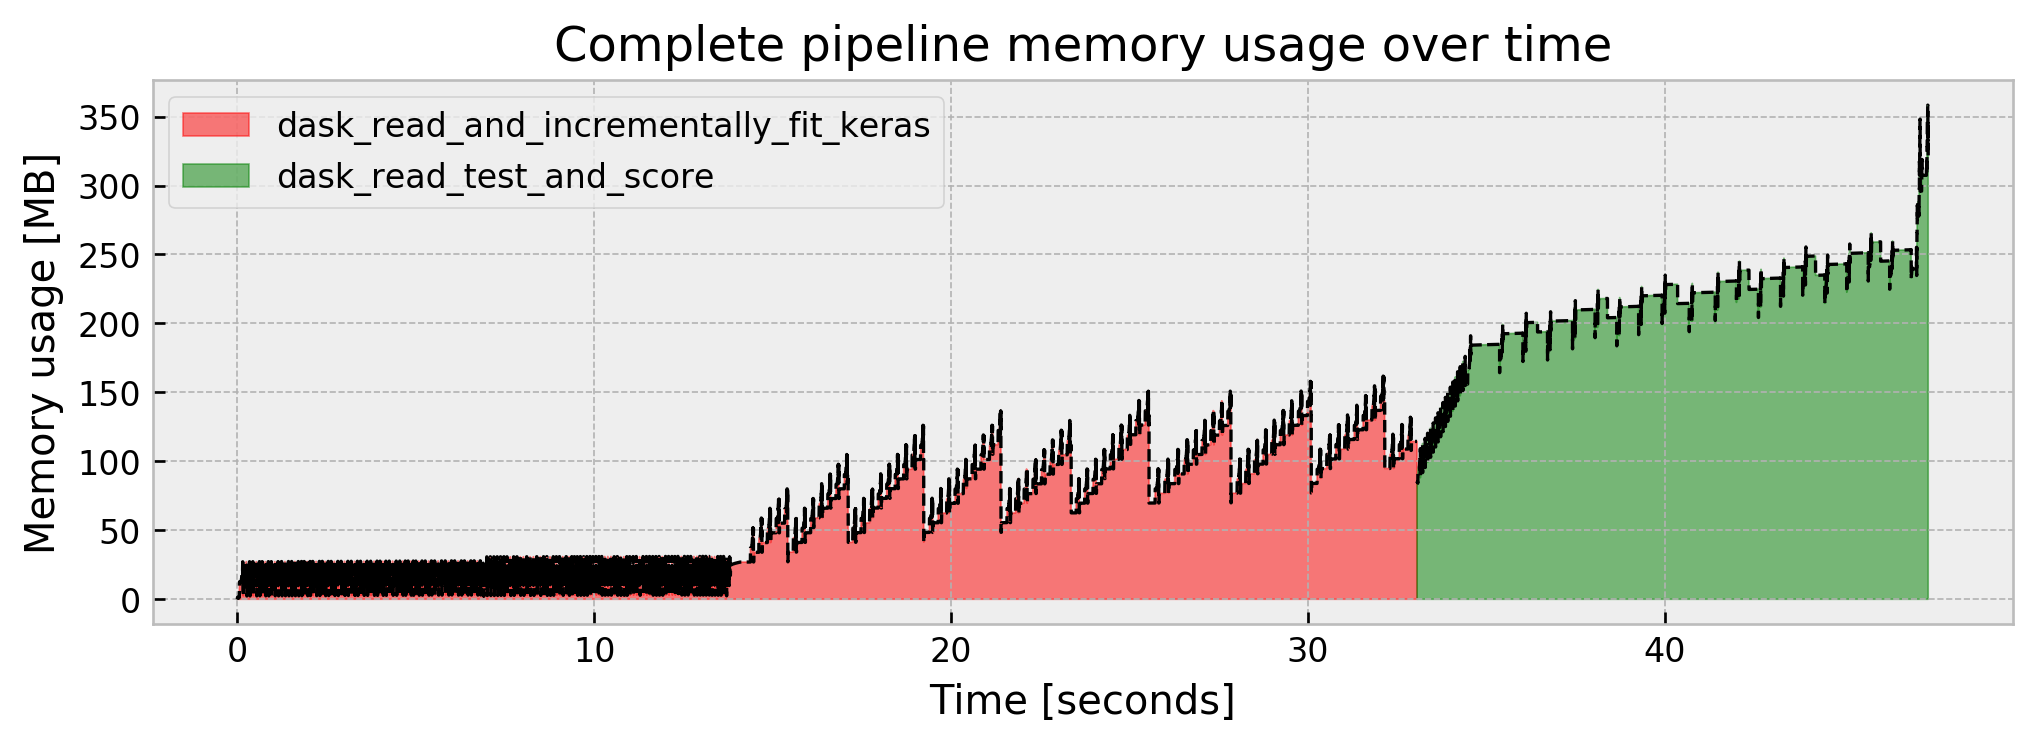 Complete pipeline memory usage over time
dask_read_and_incrementally_fit_keras
dask_read_test_and_score
Memory usage [MB]
350
300
250
200
150
100
50
0
0 10 20 30 40
Time [seconds]